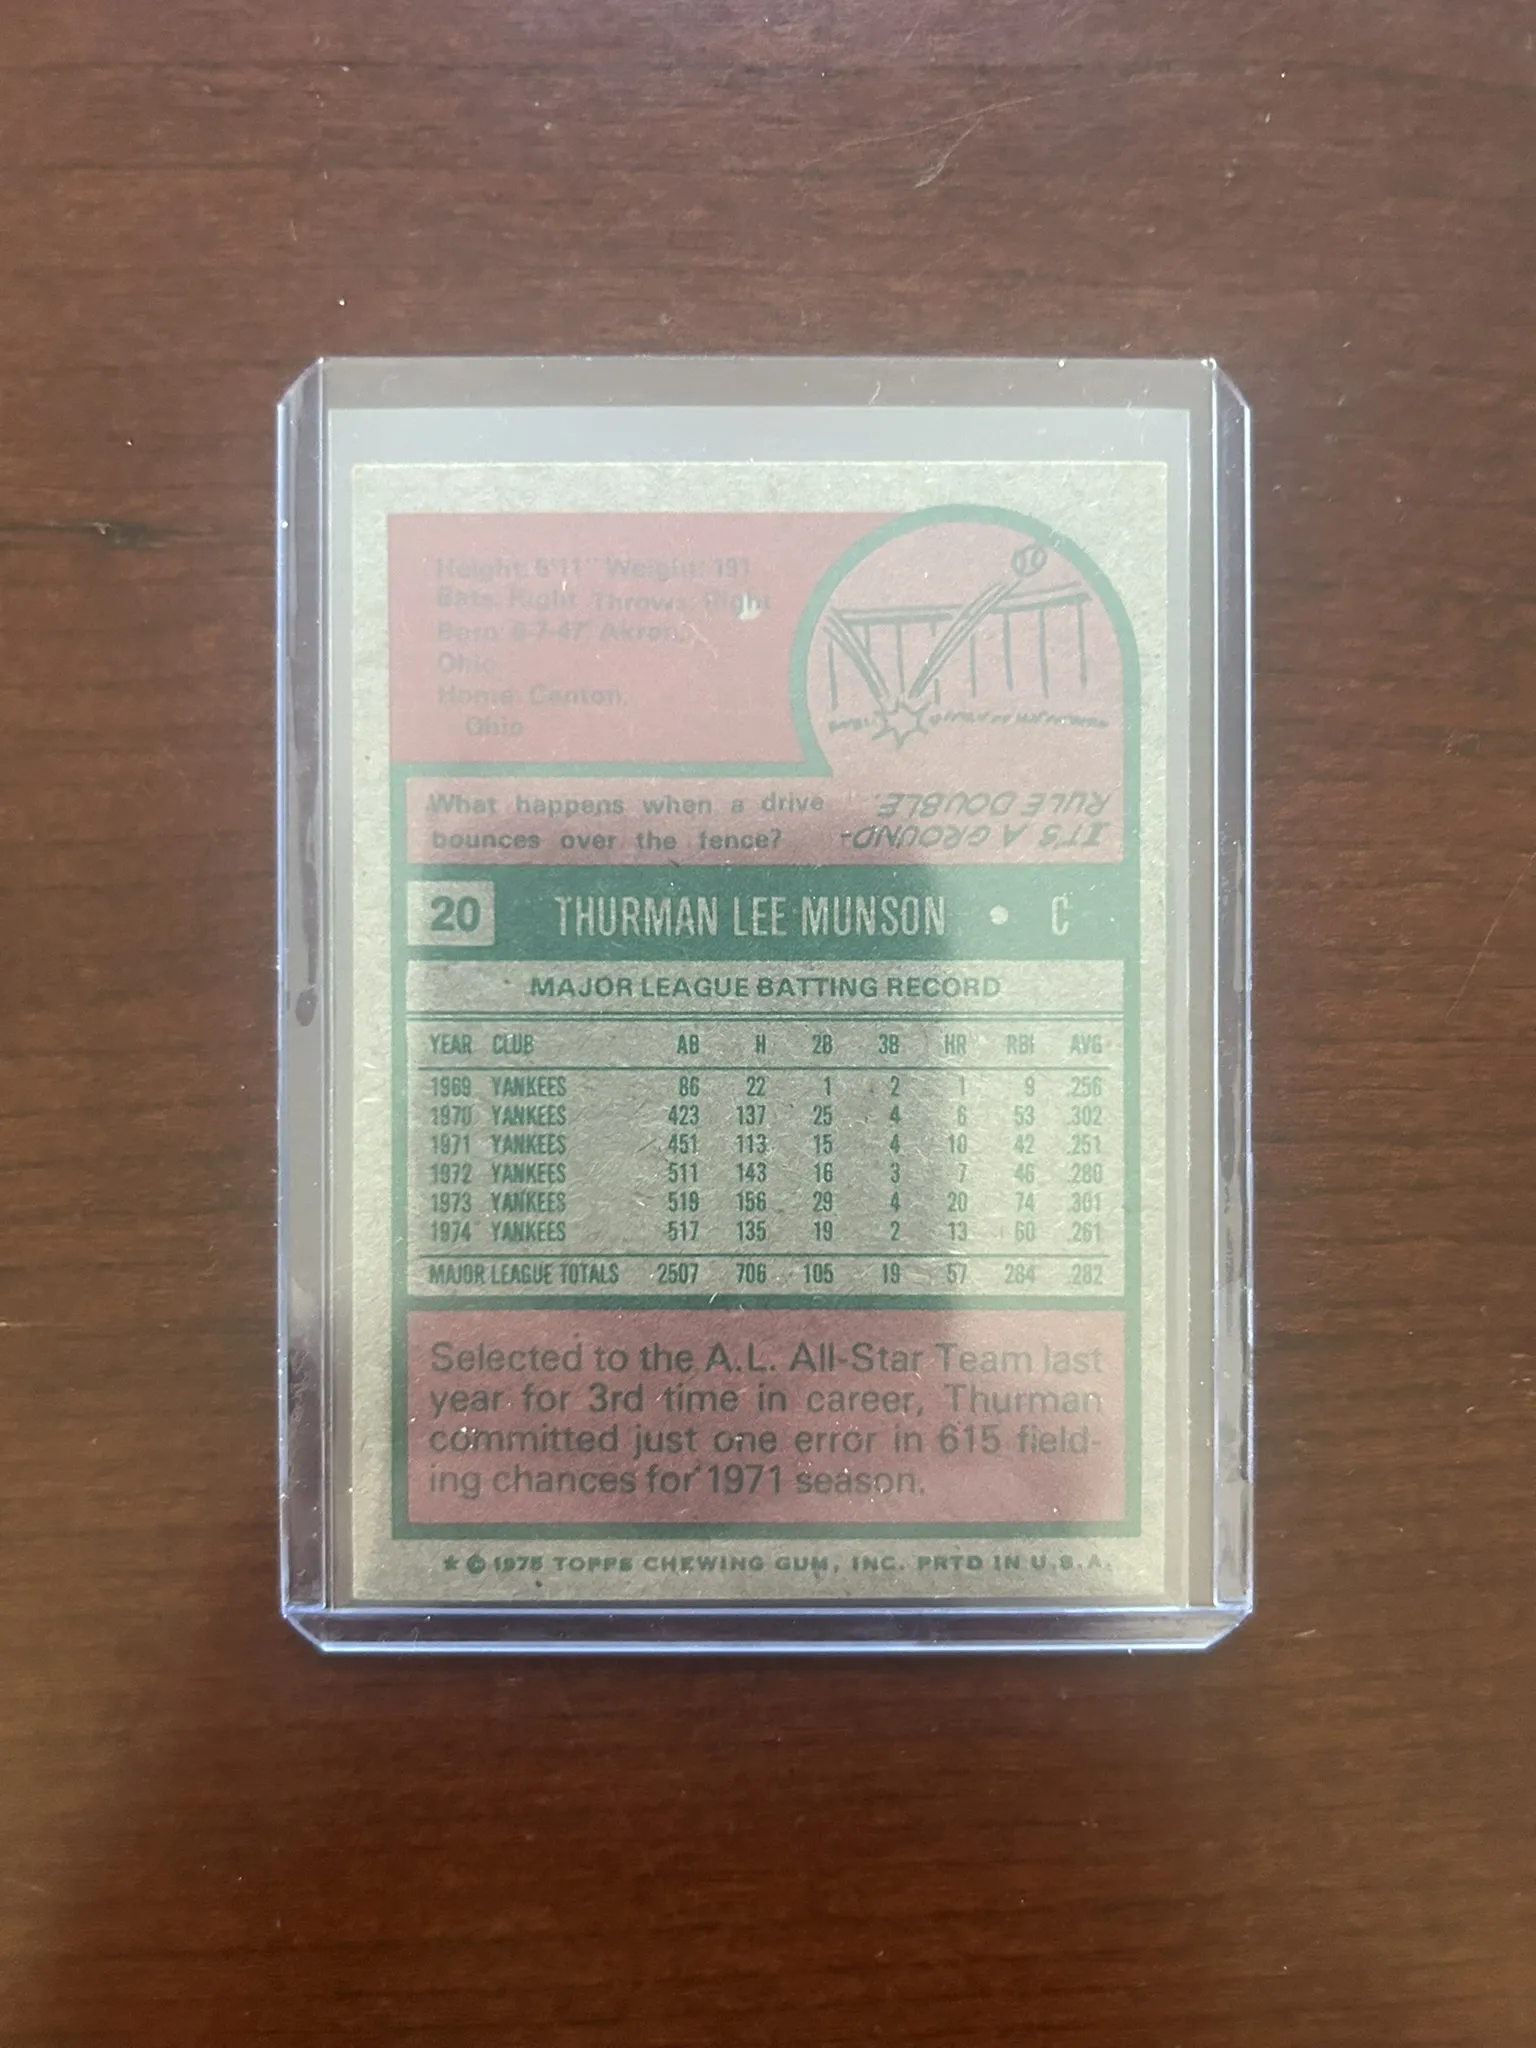 Height: 5'11" Weight: 191
Bats: Right Throws: Right
Born: 6-7-47 Akron,
Ohio
Home: Canton,
Ohio
What happens when a drive
bounces over the fence?
IT'S A GROUND-
RULE DOUBLE.
20 THURMAN LEE MUNSON • C
MAJOR LEAGUE BATTING RECORD
YEAR CLUB AB H 2B 3B HR RBI AVG
1969 YANKEES 86 22 1 2 1 9 .256
1970 YANKEES 423 137 25 4 6 53 .302
1971 YANKEES 451 113 15 4 10 42 .251
1972 YANKEES 511 143 16 3 7 46 .280
1973 YANKEES 519 156 29 4 20 74 .301
1974 YANKEES 517 135 19 2 13 60 .261
MAJOR LEAGUE TOTALS 2507 706 105 19 57 284 .282
Selected to the A.L. All-Star Team last
year for 3rd time in career, Thurman
committed just one error in 615 field-
ing chances for 1971 season.
★ © 1975 TOPPS CHEWING GUM, INC. PRTD IN U.S.A.